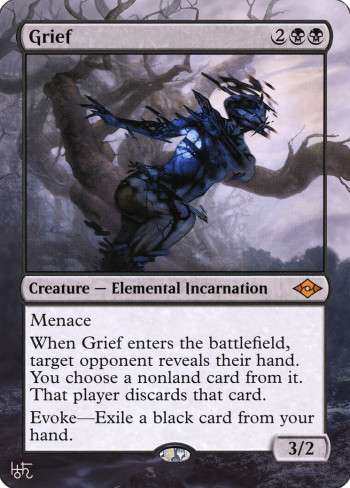 Grief 2
Creature — Elemental Incarnation
Menace
When Grief enters the battlefield,
target opponent reveals their hand.
You choose a nonland card from it.
That player discards that card.
Evoke—Exile a black card from your
hand.
3/2